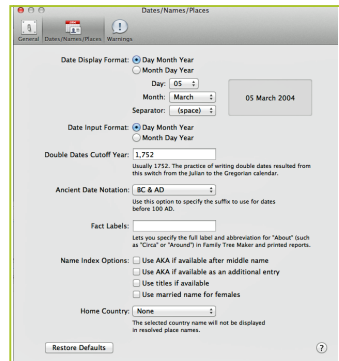 Dates/Names/Places
General Dates/Names/Places Warnings
Date Display Format: Day Month Year
Month Day Year
Day: 05
Month: March
Separator: (space)
05 March 2004
Date Input Format: Day Month Year
Month Day Year
Double Dates Cutoff Year: 1,752
Usually 1752. The practice of writing double dates resulted from
this switch from the Julian to the Gregorian calendar.
Ancient Date Notation: BC & AD
Use this option to specify the suffix to use for dates
before 100 AD.
Fact Labels:
Lets you specify the full label and abbreviation for "About" (such
as "Circa" or "Around") in Family Tree Maker and printed reports.
Name Index Options: Use AKA if available after middle name
Use AKA if available as an additional entry
Use titles if available
Use married name for females
Home Country: None
The selected country name will not be displayed
in resolved place names.
Restore Defaults ?